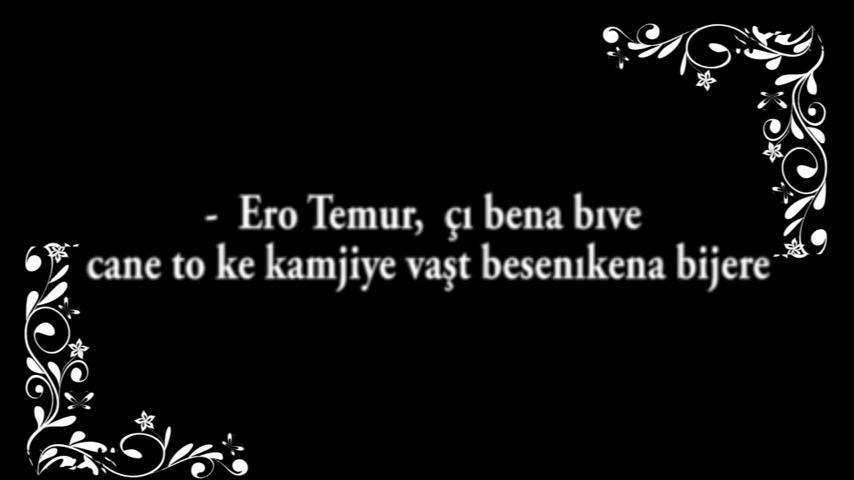 - Ero Temur, çı bena bıve
cane to ke kamjiye vaşt besenıkena bijere